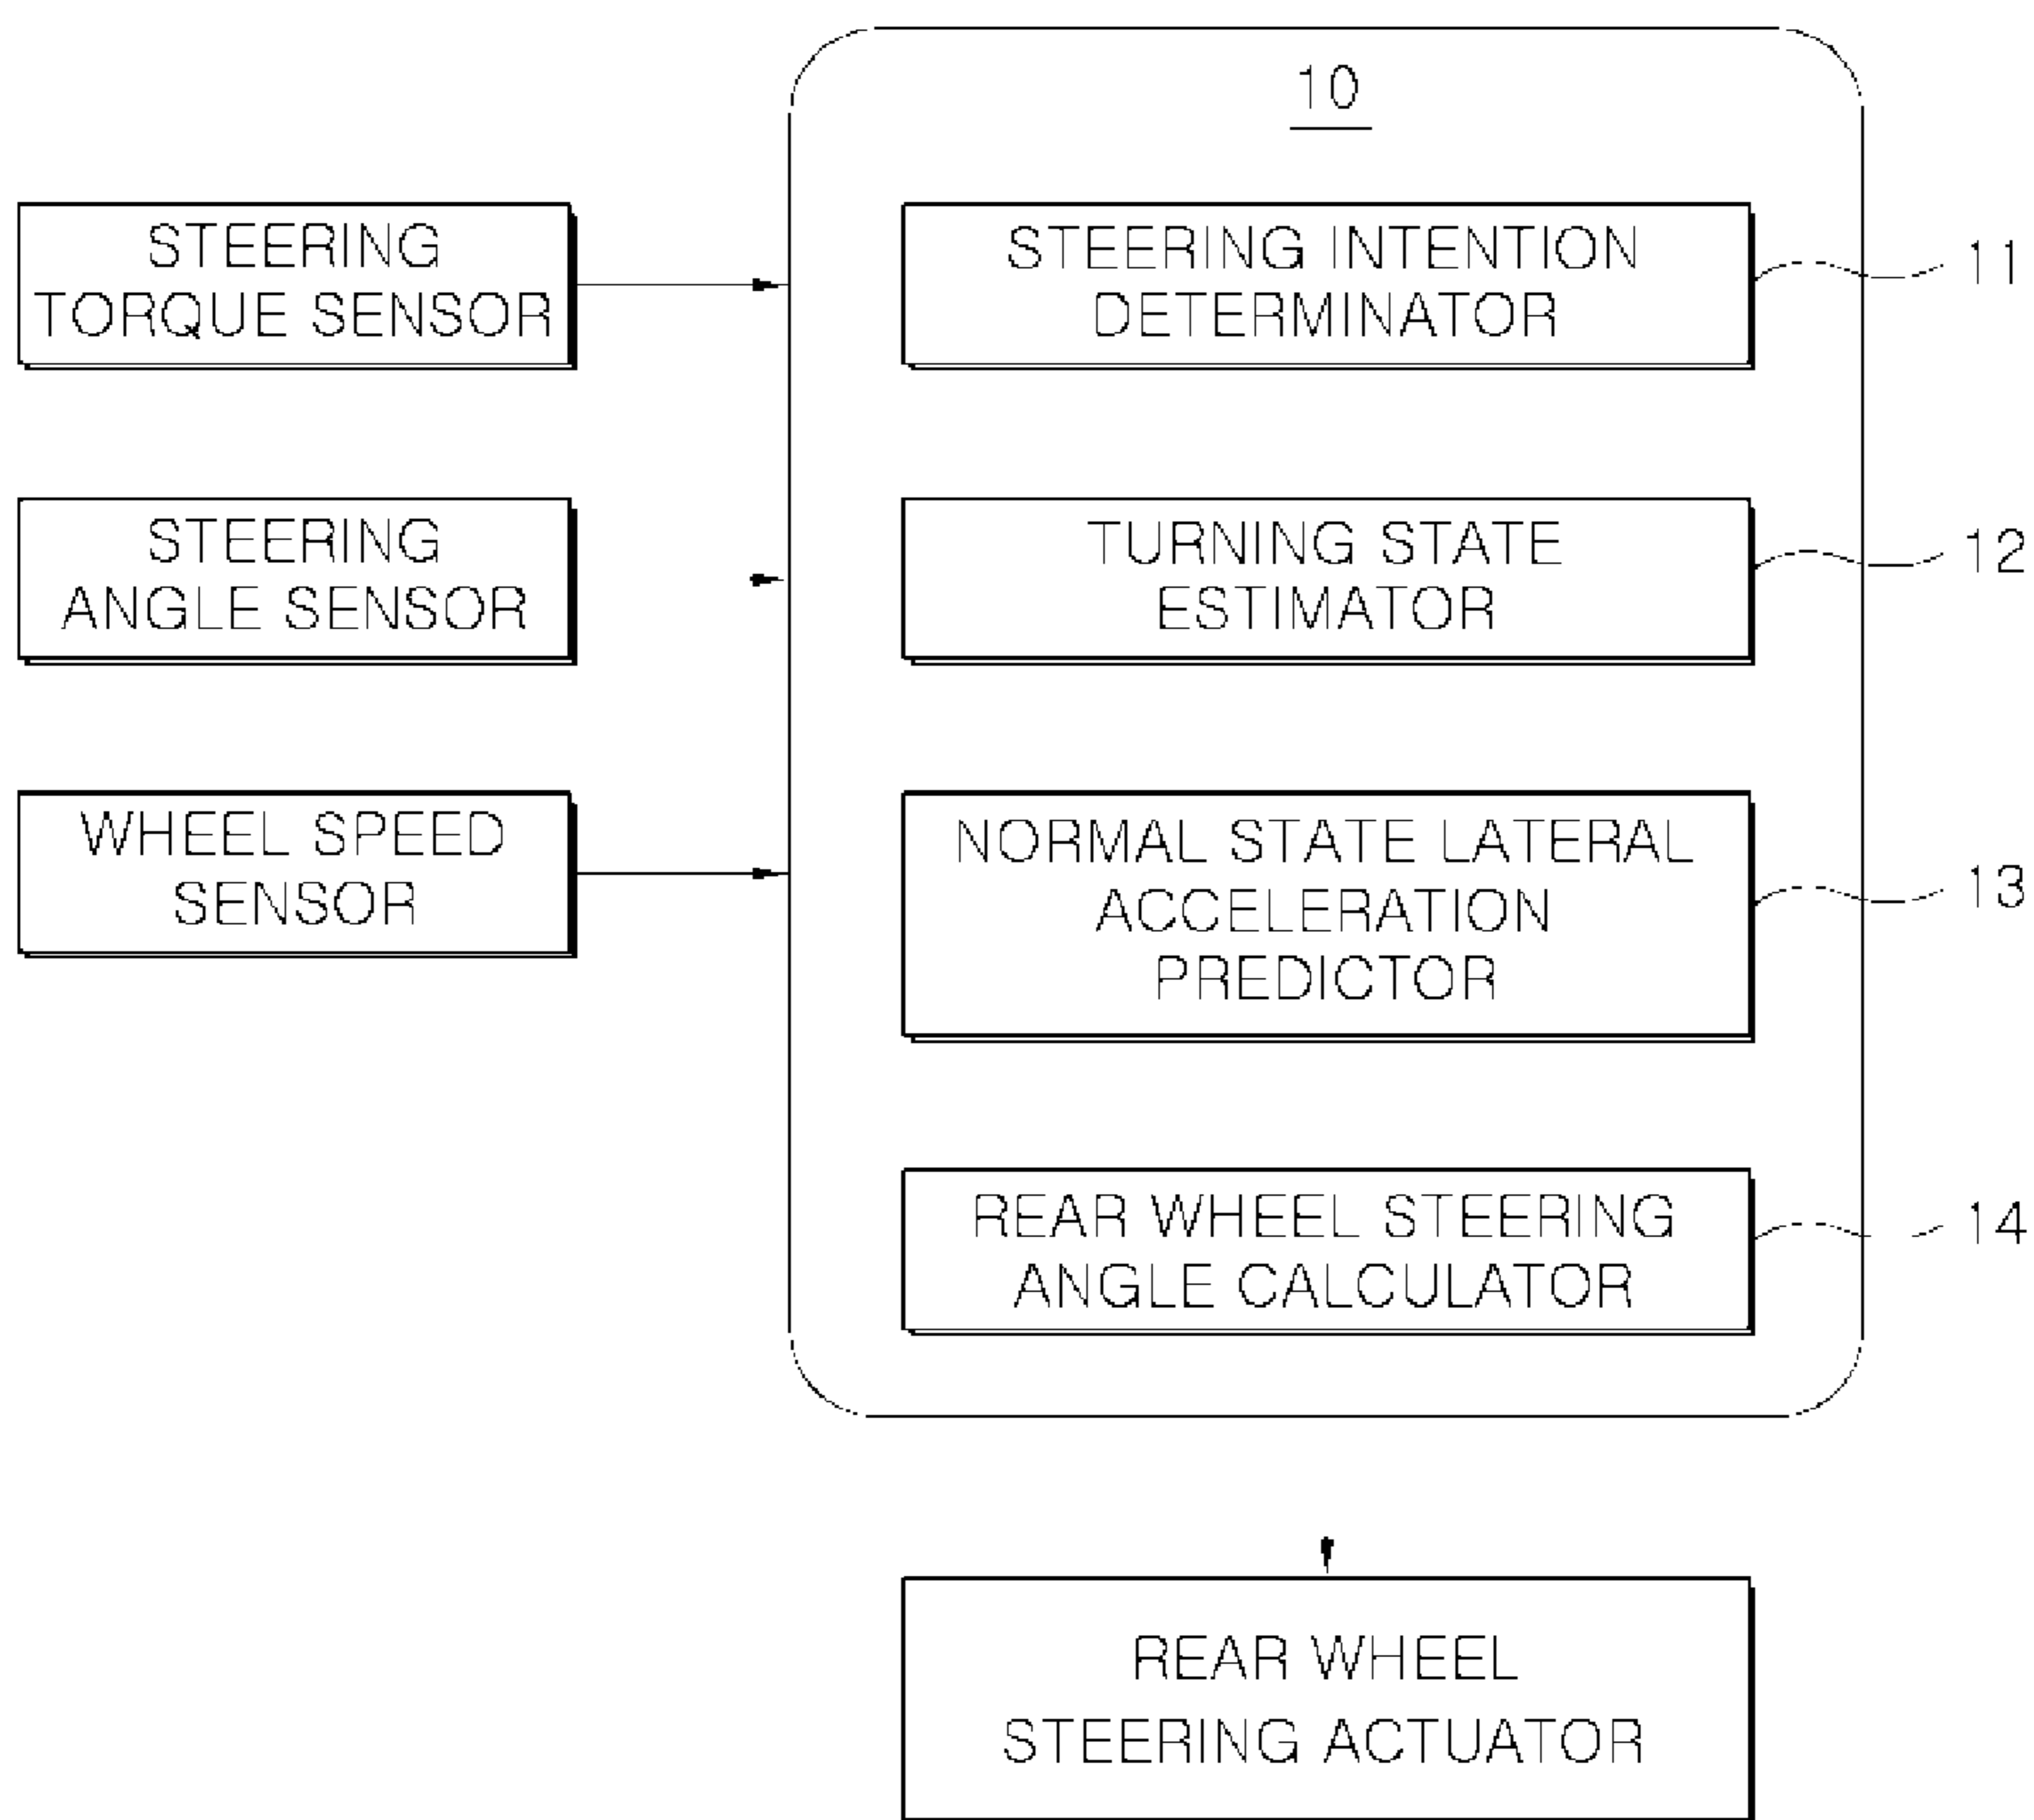 10
STEERING
TORQUE SENSOR
STEERING INTENTION
DETERMINATOR
11
STEERING
ANGLE SENSOR
TURNING STATE
ESTIMATOR
12
WHEEL SPEED
SENSOR
NORMAL STATE LATERAL
ACCELERATION
PREDICTOR
13
REAR WHEEL STEERING
ANGLE CALCULATOR
14
REAR WHEEL
STEERING ACTUATOR